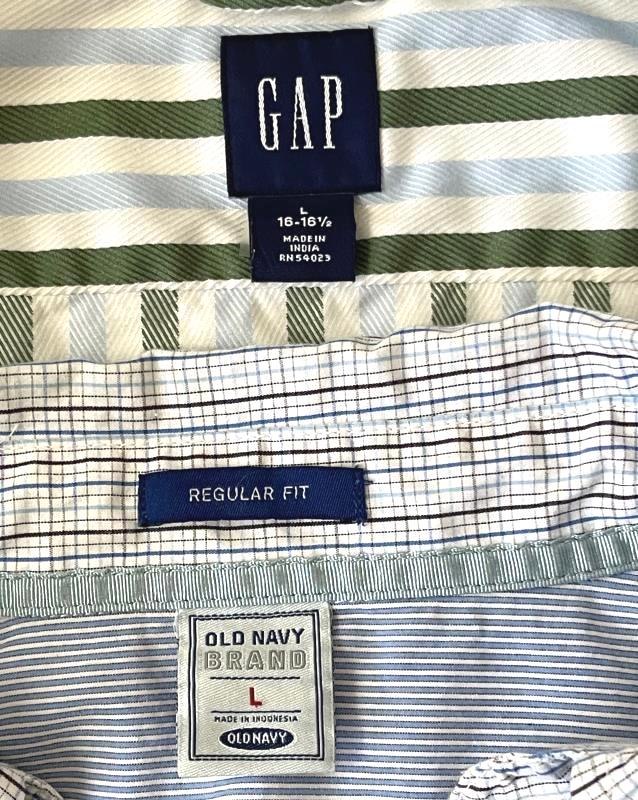 GAP
L
16-16½
MADE IN
INDIA
RN54023
REGULAR FIT
OLD NAVY
BRAND
L
MADE IN INDONESIA
OLD NAVY